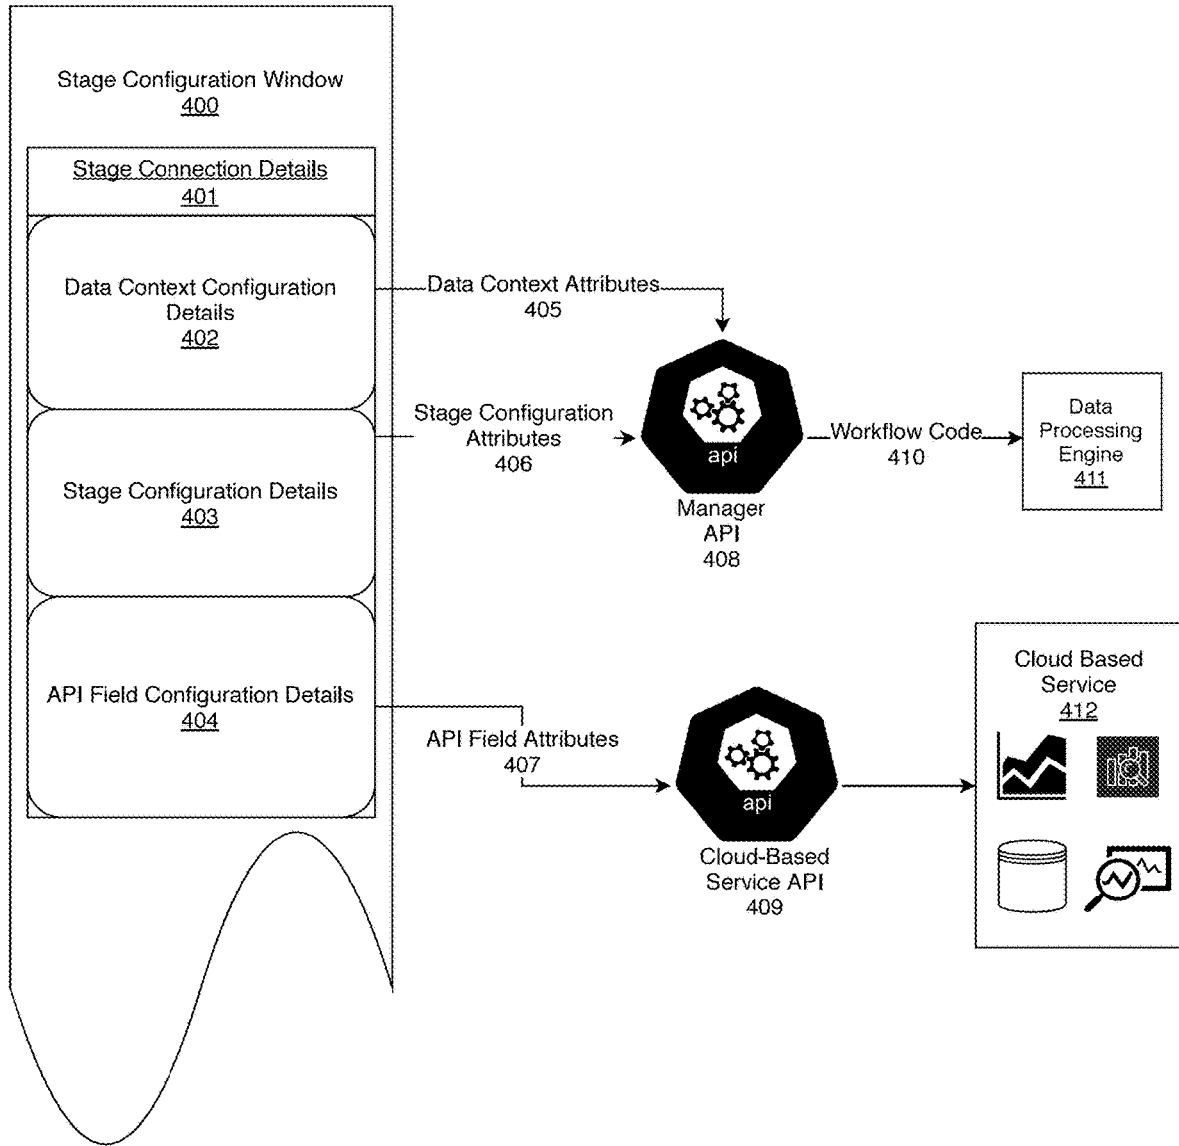 Stage Configuration Window
400
Stage Connection Details
401
Data Context Configuration
Details
402
Stage Configuration Details
403
API Field Configuration Details
404
Data Context Attributes
405
Stage Configuration
Attributes
406
API Field Attributes
407
api
Manager
API
408
Workflow Code
410
Data
Processing
Engine
411
api
Cloud-Based
Service API
409
Cloud Based
Service
412